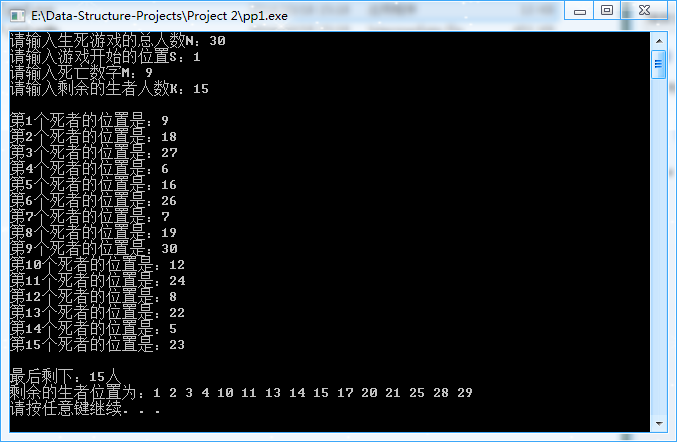 E:\Data-Structure-Projects\Project 2\pp1.exe
请输入生死游戏的总人数N：30
请输入游戏开始的位置S：1
请输入死亡数字M：9
请输入剩余的生者人数K：15
第1个死者的位置是：9
第2个死者的位置是：18
第3个死者的位置是：27
第4个死者的位置是：6
第5个死者的位置是：16
第6个死者的位置是：26
第7个死者的位置是：7
第8个死者的位置是：19
第9个死者的位置是：30
第10个死者的位置是：12
第11个死者的位置是：24
第12个死者的位置是：8
第13个死者的位置是：22
第14个死者的位置是：5
第15个死者的位置是：23
最后剩下：15人
剩余的生者位置为：1 2 3 4 10 11 13 14 15 17 20 21 25 28 29
请按任意键继续. . .